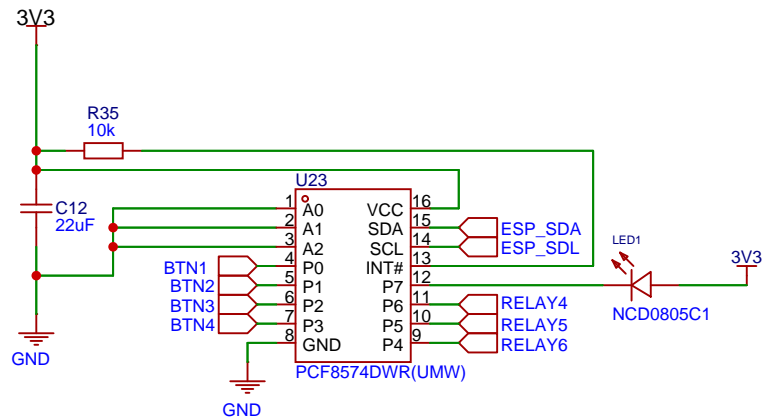 3V3
R35
10k
U23
C12
22uF
1 A0 VCC 16
2 A1 SDA 15 ESP_SDA
3 A2 SCL 14 ESP_SDL
BTN1 4 P0 INT# 13
BTN2 5 P1 P7 12
BTN3 6 P2 P6 11 RELAY4
BTN4 7 P3 P5 10 RELAY5
8 GND P4 9 RELAY6
LED1
3V3
NCD0805C1
GND
PCF8574DWR(UMW)
GND